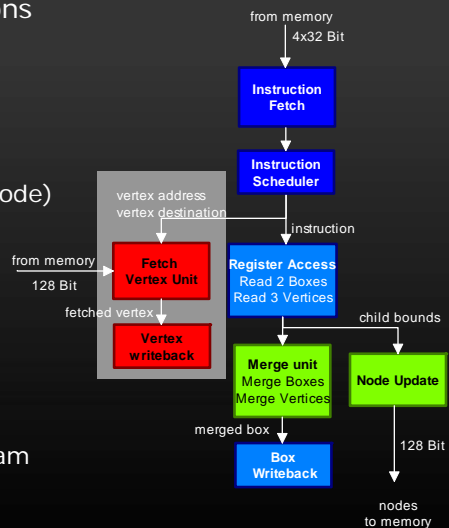 ons
from memory
4x32 Bit
Instruction
Fetch
Instruction
Scheduler
ode)
vertex address
vertex destination
instruction
from memory
128 Bit
Fetch
Vertex Unit
Register Access
Read 2 Boxes
Read 3 Vertices
fetched vertex
child bounds
Vertex
writeback
Merge unit
Merge Boxes
Merge Vertices
Node Update
merged box
128 Bit
am
Box
Writeback
nodes
to memory